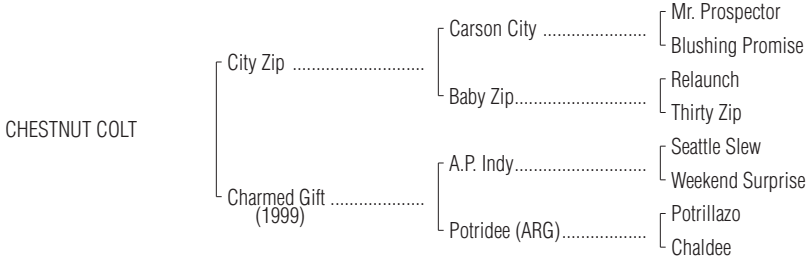 Mr. Prospector
Carson City ......................
Blushing Promise
City Zip ............................
Relaunch
Baby Zip............................
Thirty Zip
CHESTNUT COLT
Seattle Slew
A.P. Indy............................
Weekend Surprise
Charmed Gift ....................
(1999)
Potrillazo
Potridee (ARG)..................
Chaldee